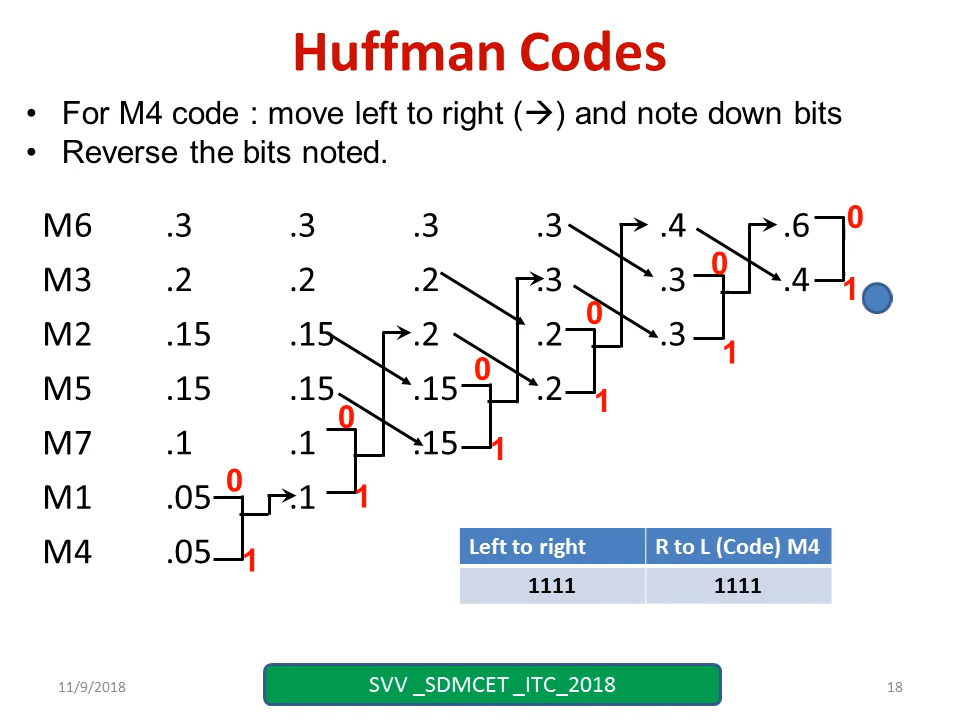 Huffman Codes
• For M4 code : move left to right (→) and note down bits
• Reverse the bits noted.
M6 .3 .3 .3 .3 .4 .6 0
M3 .2 .2 .2 .3 .3 0 .4 1
M2 .15 .15 .2 .2 0 .3 1
M5 .15 .15 .15 0 .2 1
M7 .1 .1 0 .15 1
M1 .05 0 .1 1
M4 .05 1
Left to right R to L (Code) M4
1111 1111
11/9/2018 SVV _SDMCET _ITC_2018 18